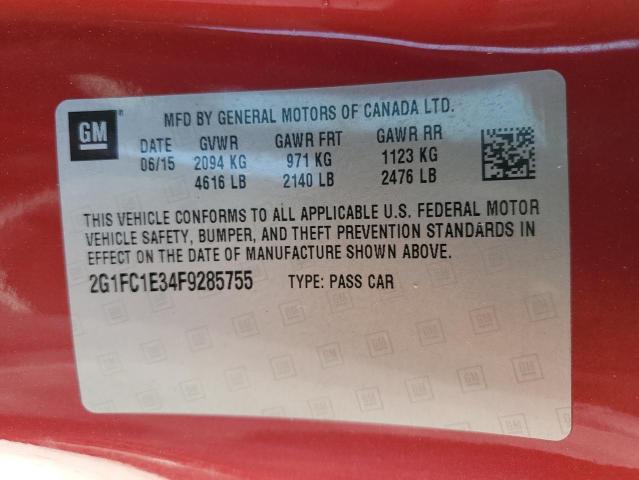 GM
MFD BY GENERAL MOTORS OF CANADA LTD.
DATE GVWR GAWR FRT GAWR RR
06/15 2094 KG 971 KG 1123 KG
4616 LB 2140 LB 2476 LB
THIS VEHICLE CONFORMS TO ALL APPLICABLE U.S. FEDERAL MOTOR
VEHICLE SAFETY, BUMPER, AND THEFT PREVENTION STANDARDS IN
EFFECT ON THE DATE OF MANUFACTURE SHOWN ABOVE.
2G1FC1E34F9285755 TYPE: PASS CAR